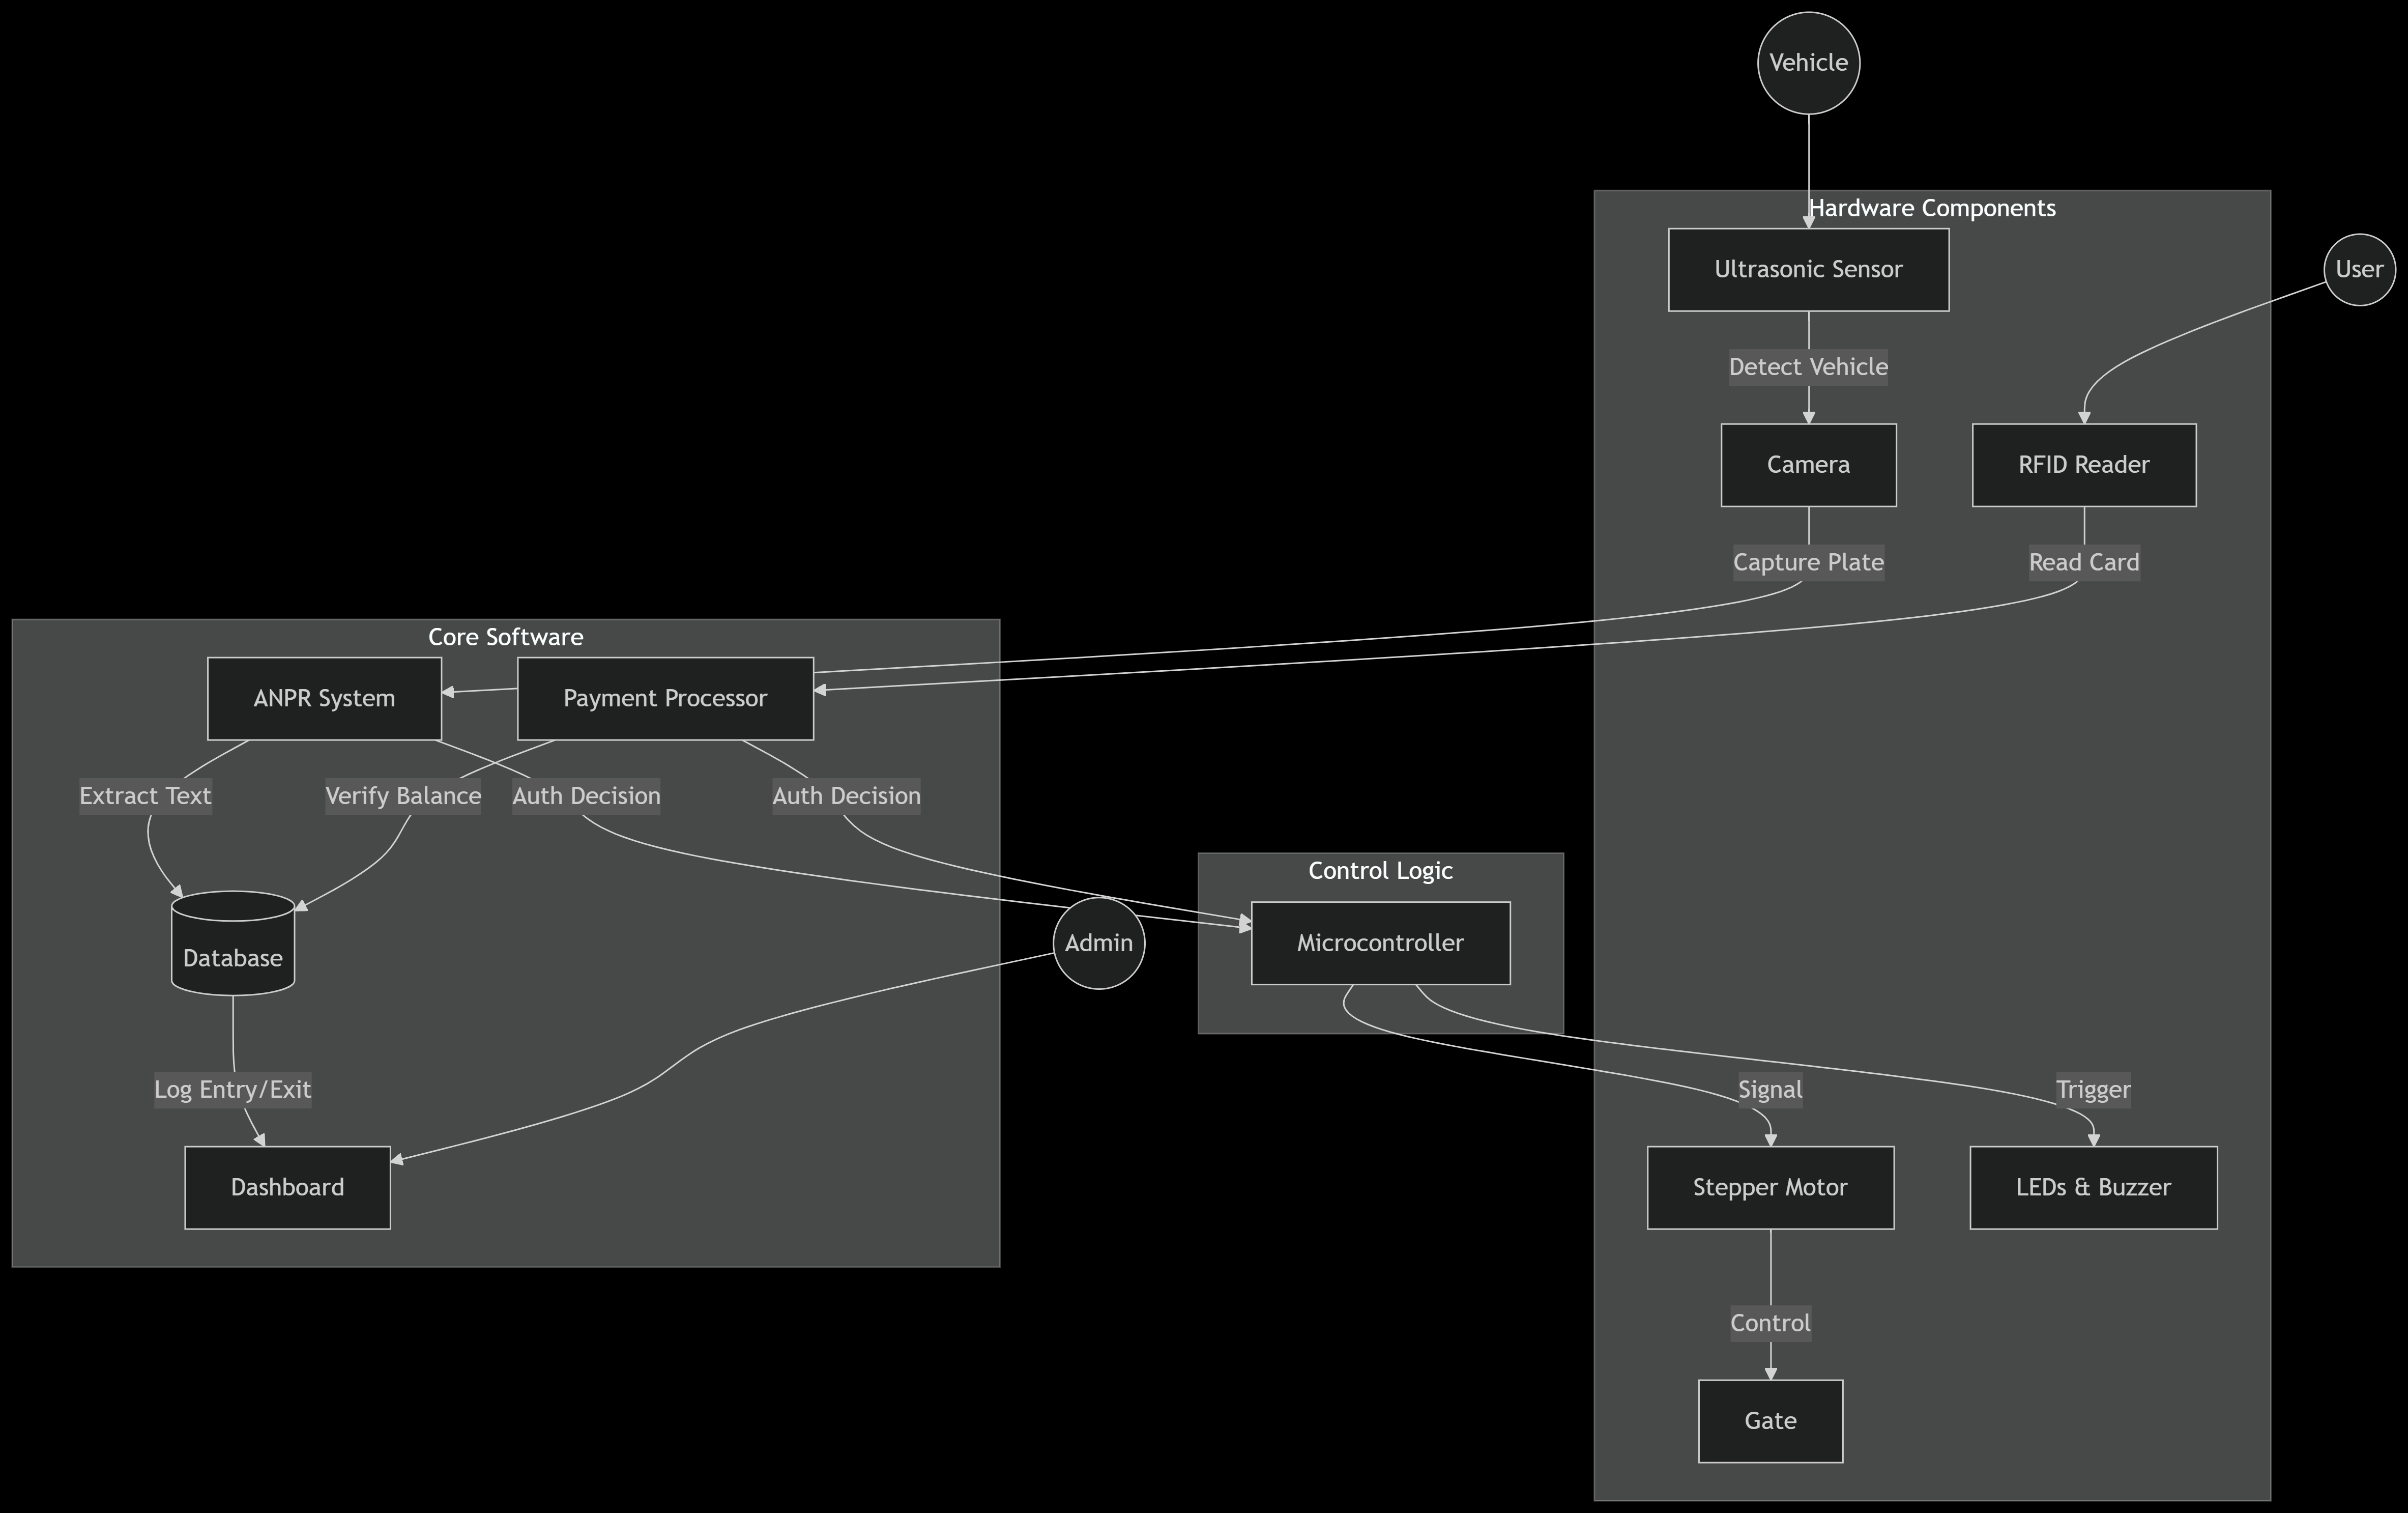 Vehicle
Hardware Components
Ultrasonic Sensor
User
Detect Vehicle
Camera
RFID Reader
Capture Plate
Read Card
Core Software
ANPR System
Payment Processor
Extract Text
Verify Balance
Auth Decision
Auth Decision
Control Logic
Database
Admin
Microcontroller
Log Entry/Exit
Signal
Trigger
Dashboard
Stepper Motor
LEDs & Buzzer
Control
Gate